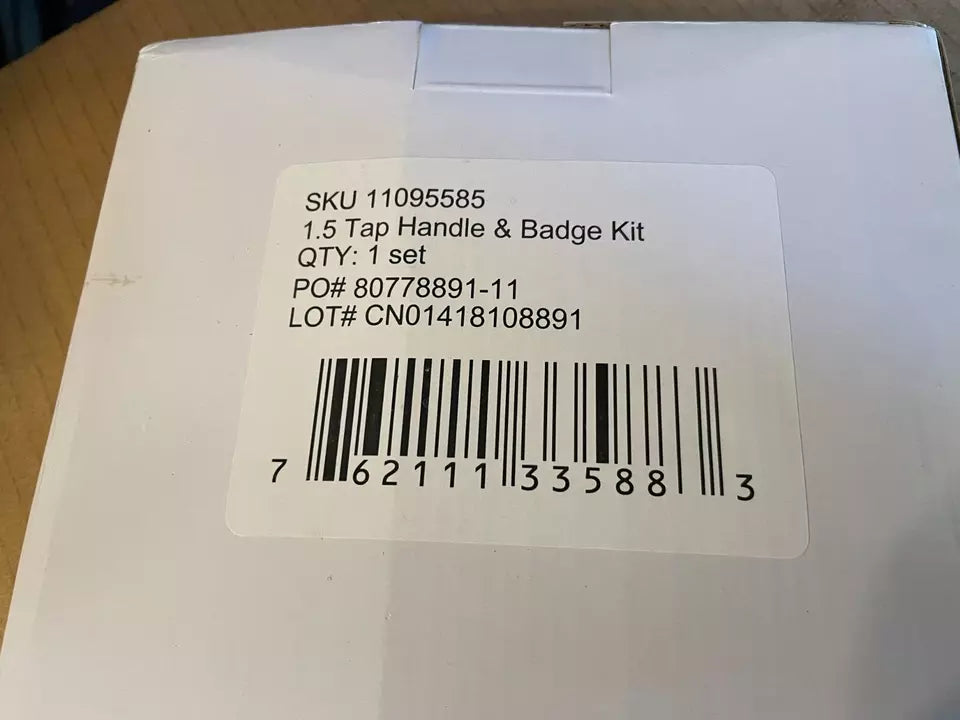 SKU 11095585
1.5 Tap Handle & Badge Kit
QTY: 1 set
PO# 80778891-11
LOT# CN01418108891
7 62111 33588 3